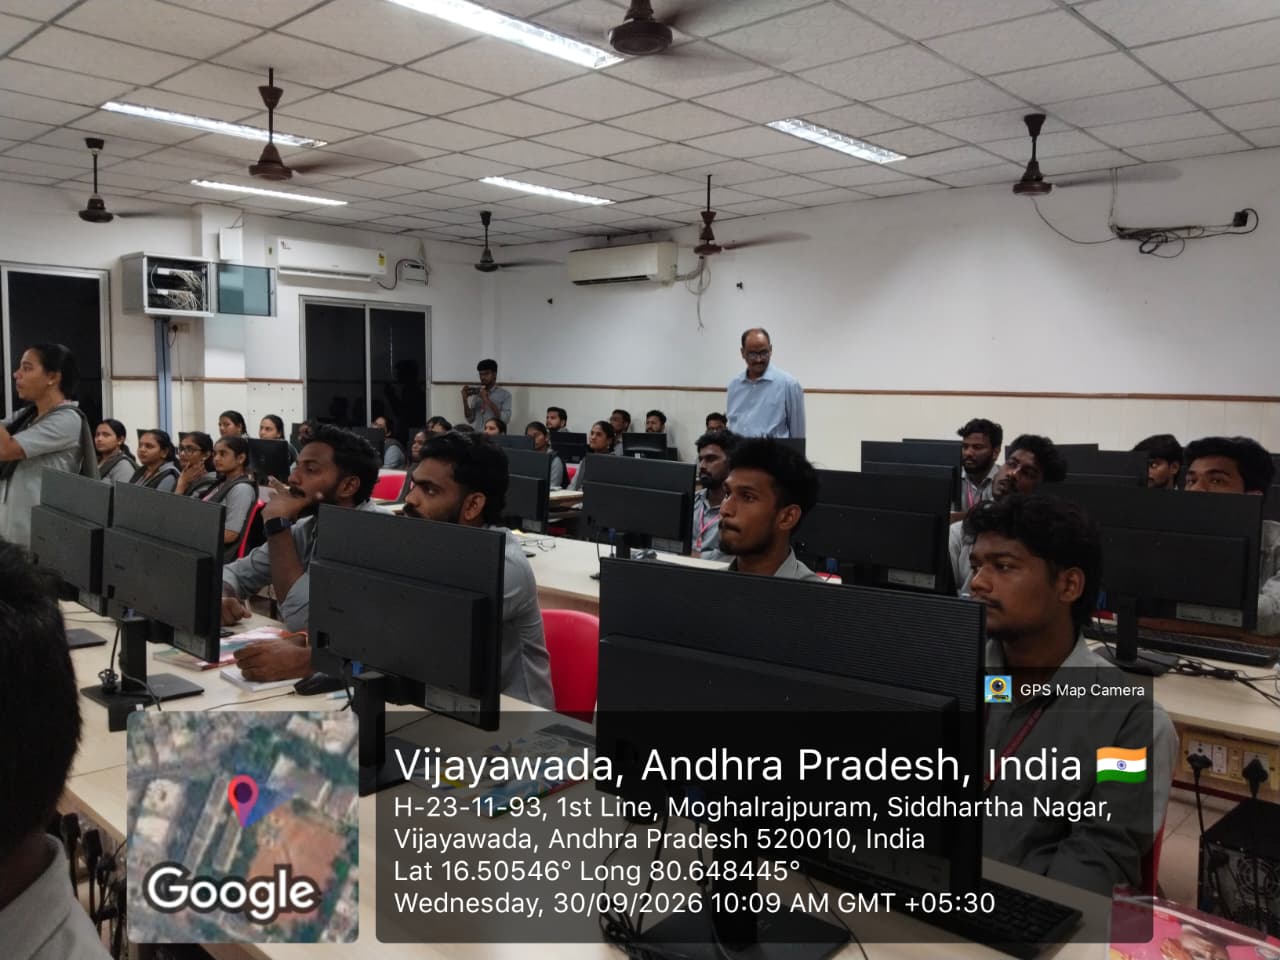 GPS Map Camera
Vijayawada, Andhra Pradesh, India 🇮🇳
H-23-11-93, 1st Line, Moghalrajpuram, Siddhartha Nagar,
Vijayawada, Andhra Pradesh 520010, India
Lat 16.50546° Long 80.648445°
Wednesday, 30/09/2026 10:09 AM GMT +05:30
Google